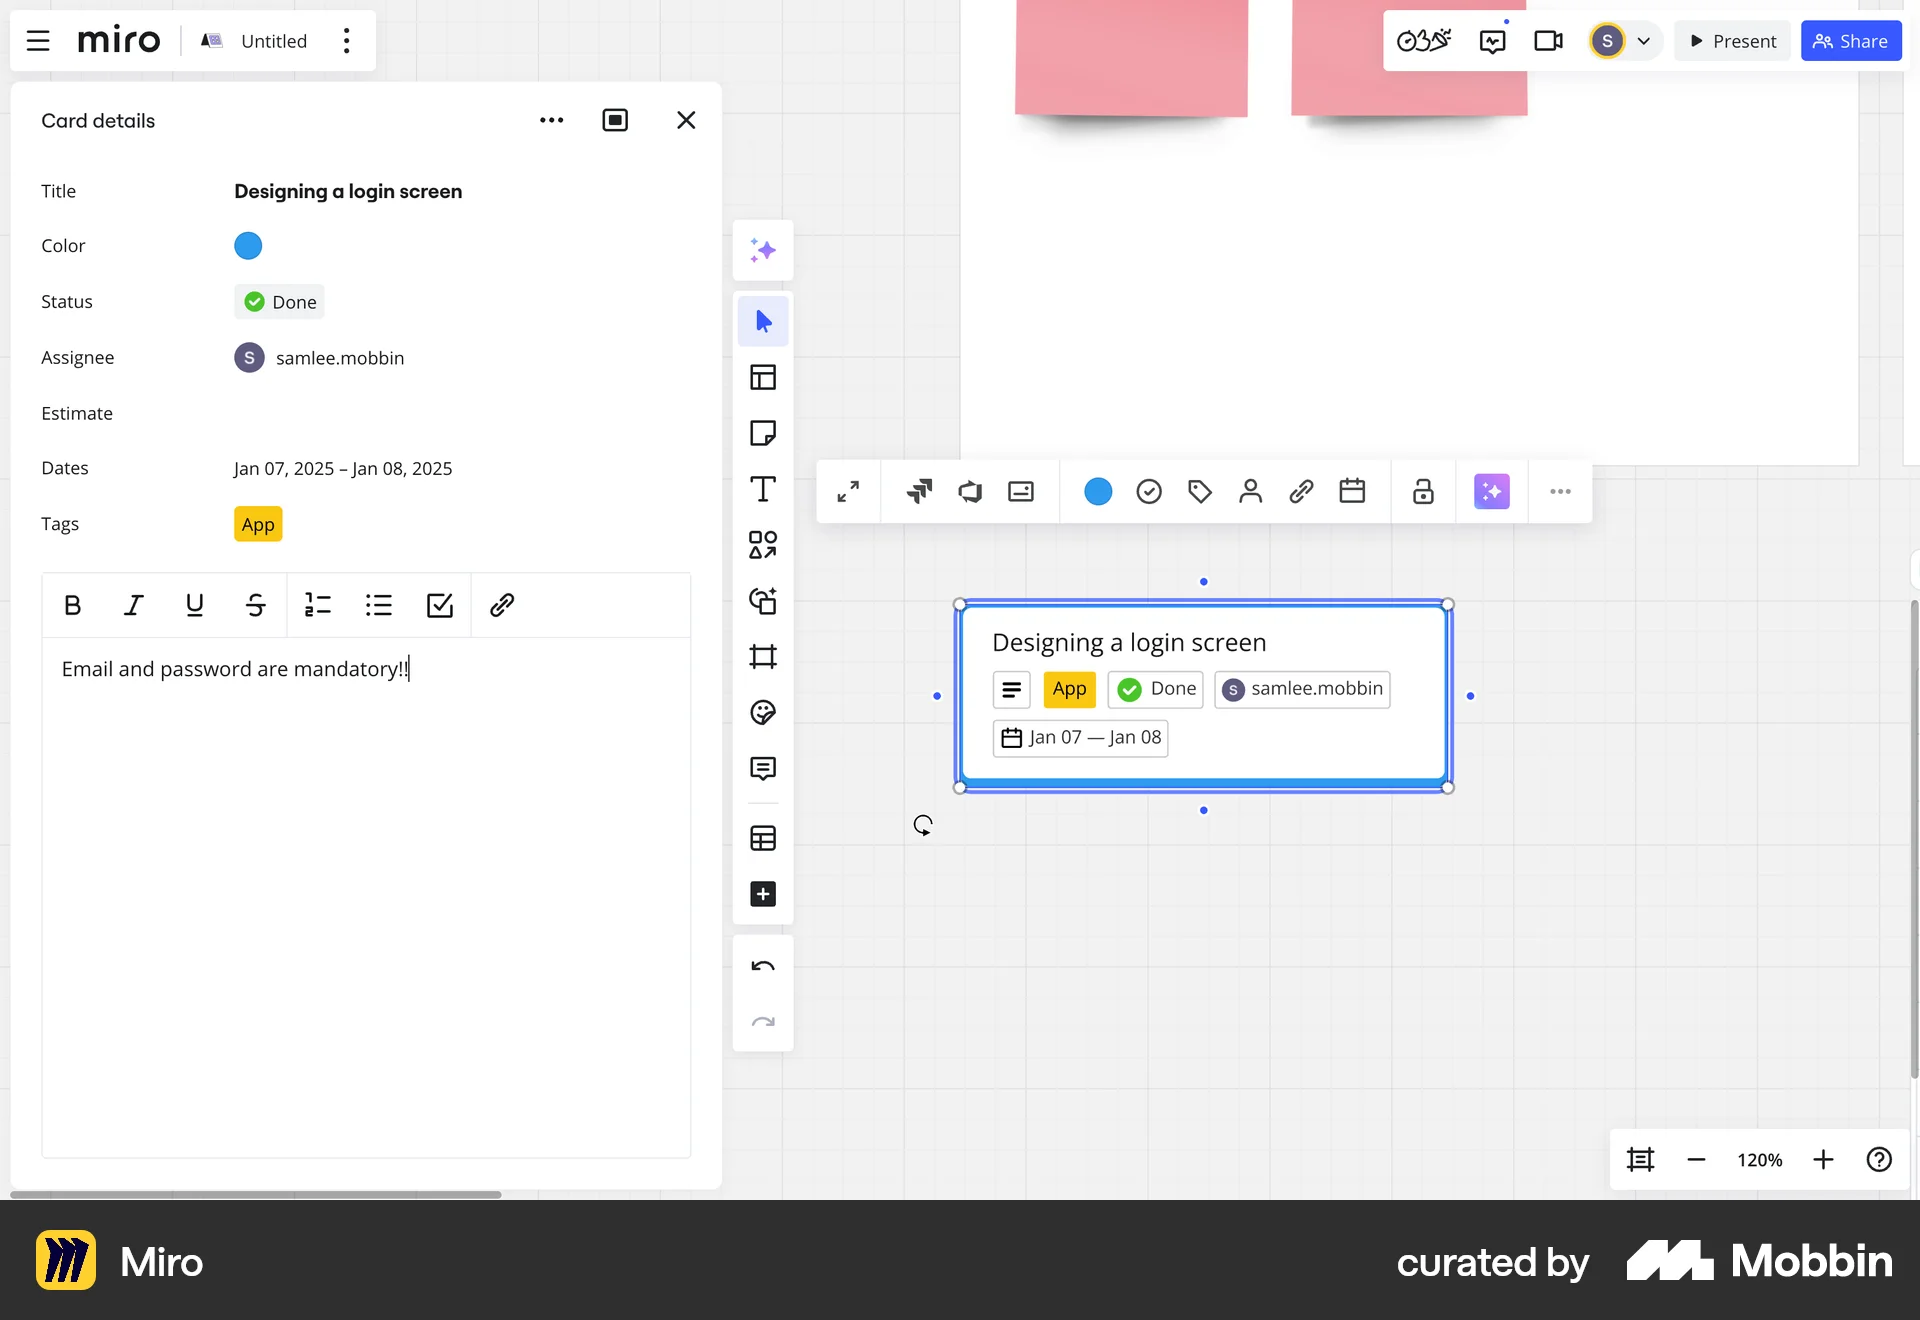 miro
Untitled
S
Present
Share
Card details
Title
Designing a login screen
Color
Status
Done
Assignee
S
samlee.mobbin
Estimate
Dates
Jan 07, 2025 – Jan 08, 2025
Tags
App
B I U S
Email and password are mandatory!!
Designing a login screen
App
Done
S samlee.mobbin
Jan 07 — Jan 08
120%
Miro
curated by
Mobbin